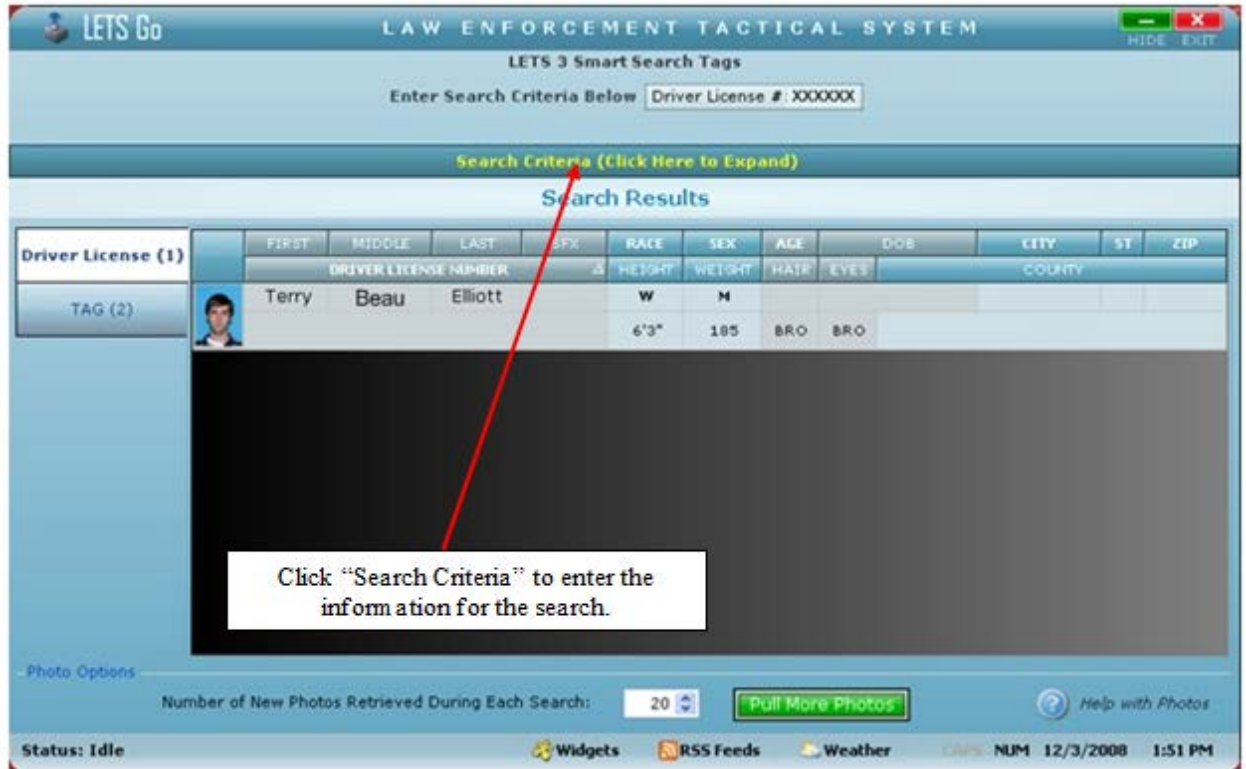 LETS Go
LAW ENFORCEMENT TACTICAL SYSTEM
HIDE EXIT
LETS 3 Smart Search Tags
Enter Search Criteria Below Driver License #: XXXXXX
Search Criteria (Click Here to Expand)
Search Results
Driver License (1)
TAG (2)
FIRST MIDDLE LAST SFX RACE SEX AGE DOB CITY ST ZIP
DRIVER LICENSE NUMBER HEIGHT WEIGHT HAIR EYES COUNTY
Terry Beau Elliott W M
6'3" 185 BRO BRO
Click “Search Criteria” to enter the
information for the search.
Photo Options
Number of New Photos Retrieved During Each Search: 20 Pull More Photos Help with Photos
Status: Idle Widgets RSS Feeds Weather CAPS NUM 12/3/2008 1:51 PM